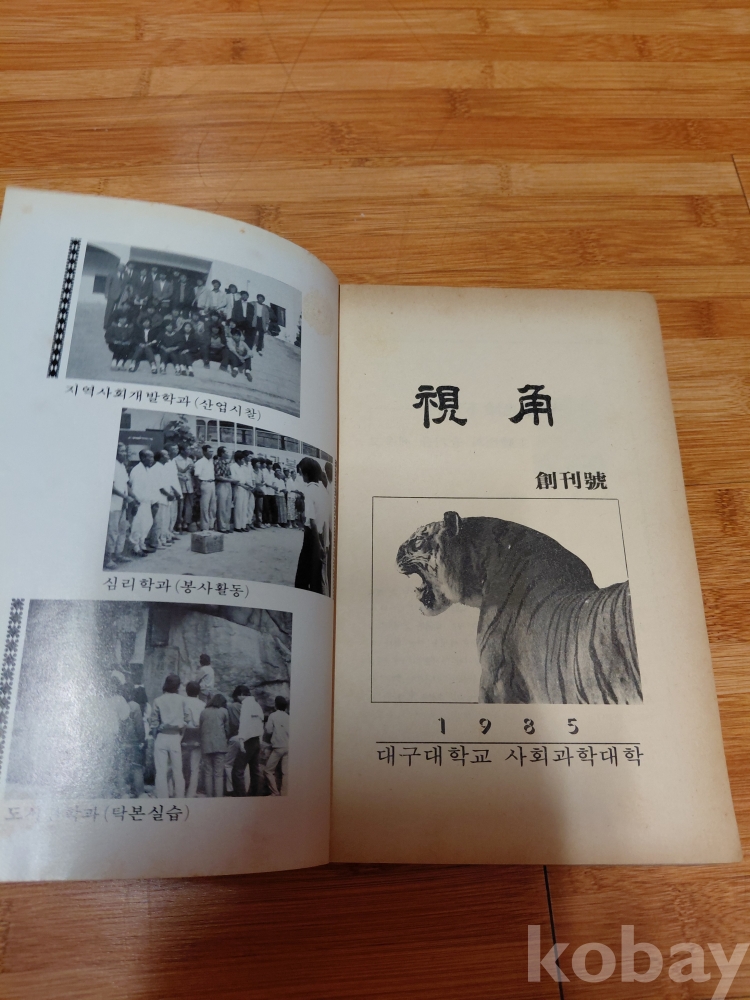 지역사회개발학과(산업시찰)
심리학과(봉사활동)
학과(탁본실습)
視角
創刊號
1985
대구대학교 사회과학대학
kobay